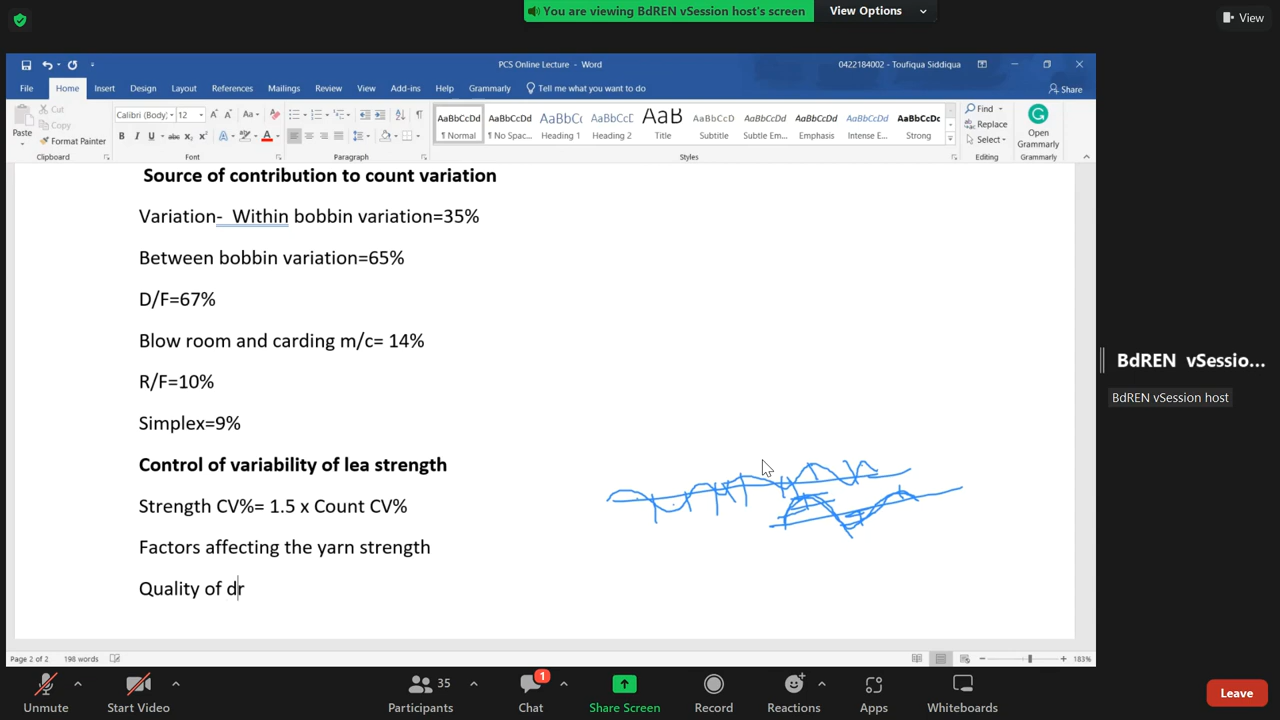 You are viewing BdREN vSession host's screen
View Options
View
PCS Online Lecture - Word
0422184002 - Toufiqua Siddiqua
File Home Insert Design Layout References Mailings Review View Add-ins Help Grammarly Tell me what you want to do
Share
Paste
Cut
Copy
Format Painter
Clipboard
Calibri (Body) 12
Font
Paragraph
AaBbCcDd AaBbCcDd AaBbCc AaBbCcD AaB AaBbCcD AaBbCcDd AaBbCcDd AaBbCcDd AaBbCcDc
¶ Normal ¶ No Spac... Heading 1 Heading 2 Title Subtitle Subtle Em... Emphasis Intense E... Strong
Styles
Find
Replace
Select
Editing
Open Grammarly
Grammarly
Source of contribution to count variation
Variation- Within bobbin variation=35%
Between bobbin variation=65%
D/F=67%
Blow room and carding m/c= 14%
R/F=10%
Simplex=9%
Control of variability of lea strength
Strength CV%= 1.5 x Count CV%
Factors affecting the yarn strength
Quality of dr
BdREN vSessio...
BdREN vSession host
Page 2 of 2 198 words
183%
Unmute
Start Video
35
Participants
1
Chat
Share Screen
Record
Reactions
Apps
Whiteboards
Leave